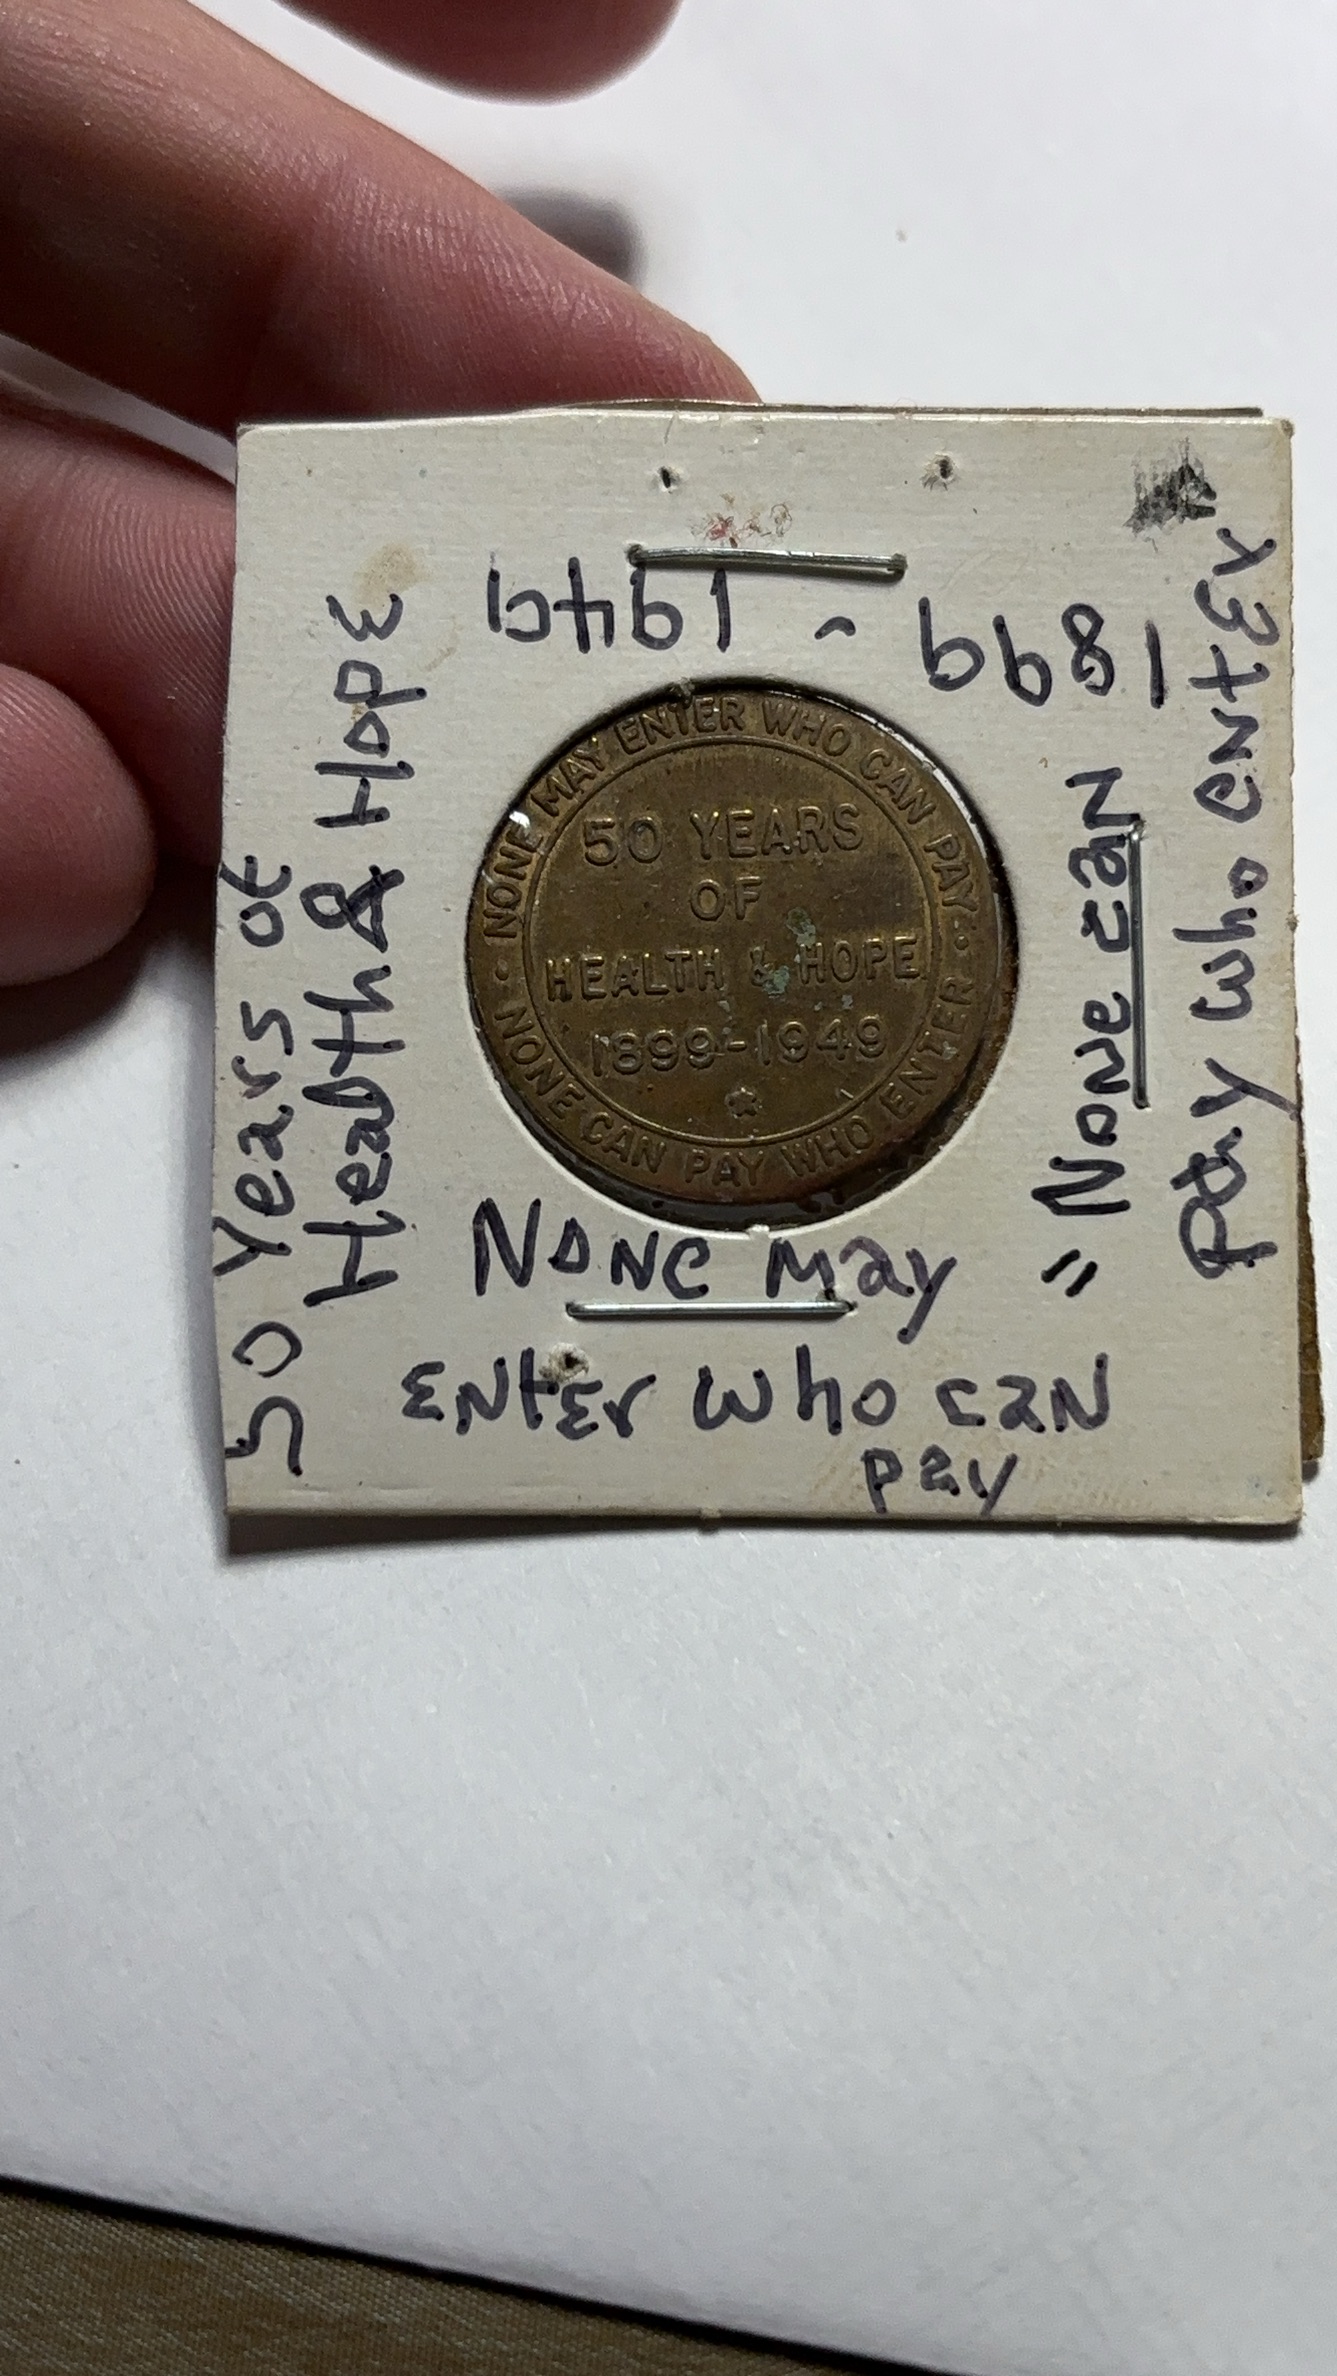 1899 - 1949
50 Years of
Health & Hope
NONE MAY ENTER WHO CAN PAY
50 YEARS
OF
HEALTH & HOPE
1899-1949
NONE CAN PAY WHO ENTER
"None can
pay who enter
None may
enter who can
pay